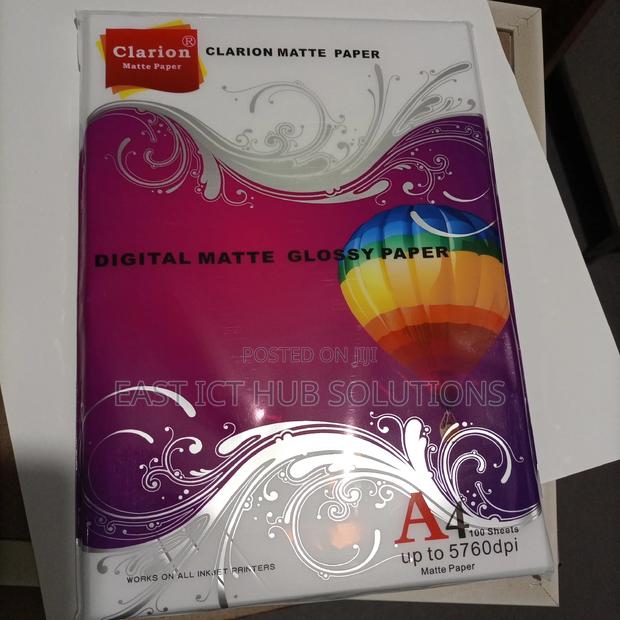 Clarion®
Matte Paper
CLARION MATTE PAPER
DIGITAL MATTE GLOSSY PAPER
POSTED ON JIJI
EAST ICT HUB SOLUTIONS
A4 100 Sheets
up to 5760dpi
Matte Paper
WORKS ON ALL INKJET PRINTERS